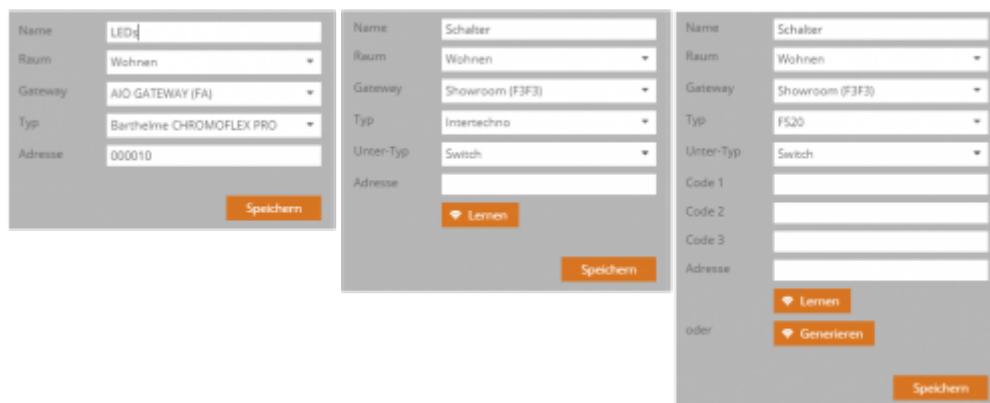 Name LEDs
Raum Wohnen
Gateway AIO GATEWAY (FA)
Typ Barthelme CHROMOFLEX PRO
Adresse 000010
Speichern
Name Schalter
Raum Wohnen
Gateway Showroom (F3F3)
Typ Intertechno
Unter-Typ Switch
Adresse
Lernen
Speichern
Name Schalter
Raum Wohnen
Gateway Showroom (F3F3)
Typ FS20
Unter-Typ Switch
Code 1
Code 2
Code 3
Adresse
Lernen
oder Generieren
Speichern